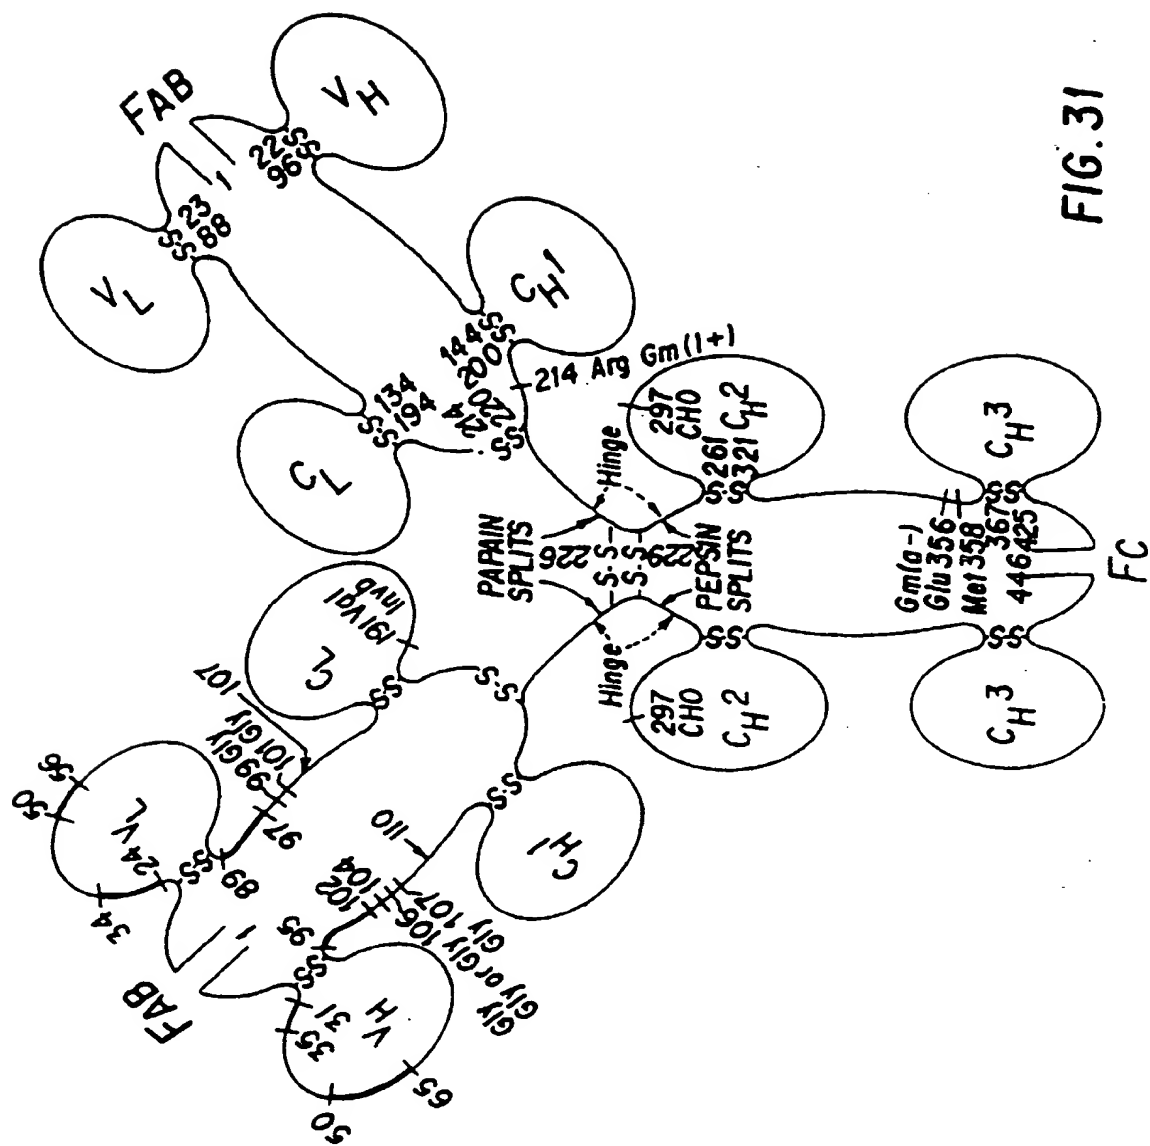 FAB
VL
S S
23
88
1
22
96
S S
VH
CL
S S
134
194
144
200
S S
CH1
214
220
S S
214 Arg Gm(1+)
FAB
50
56
34
24 VL
S S
89
97
99 Gly
101 Gly
107
1
S S
95
102
104
Gly
Gly or Gly 106
Gly 107
110
31
35
VH
50
65
CL
191 Val
Invb
S S
S-S
CH1
S-S
PAPAIN
SPLITS
Hinge
Hinge
-S-S-
226
-S-S-
229
PEPSIN
SPLITS
297
CHO
CH2
S-S
297
CHO
S-S
261
321
CH2
Gm(a-)
Glu 356
Met 358
367
425
446
S-S
CH3
S-S
CH3
FC
FIG. 31